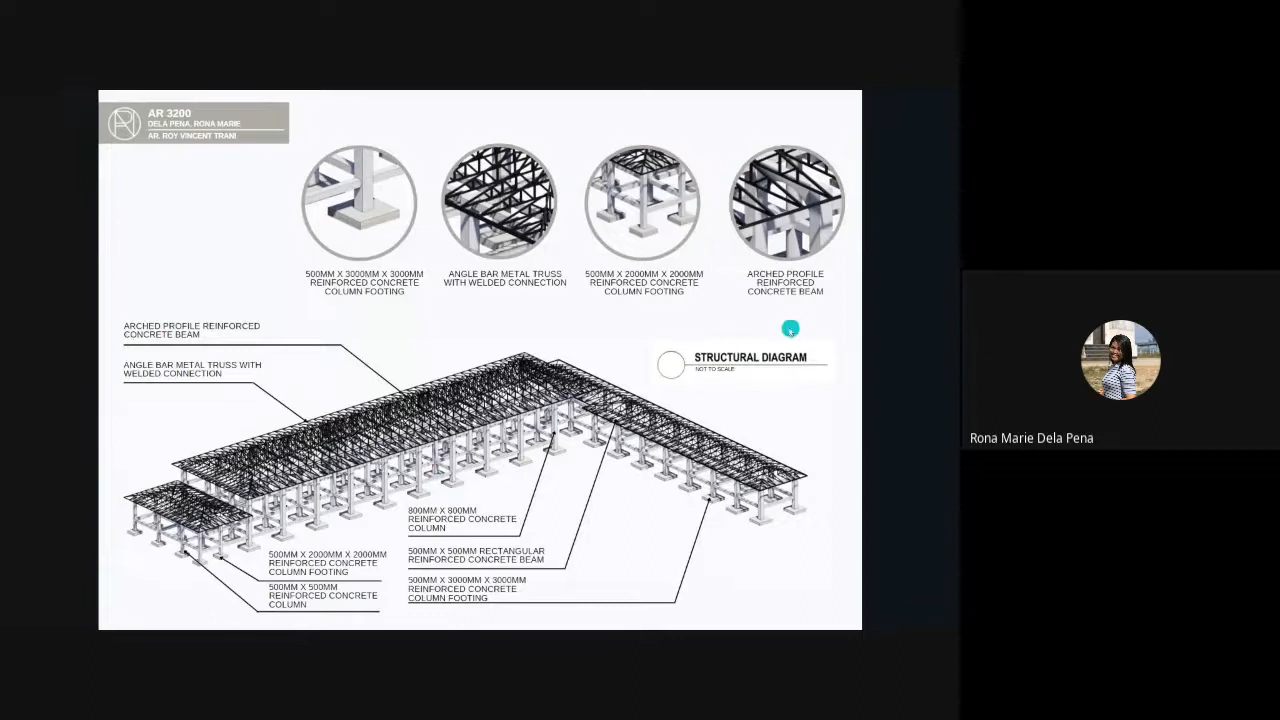 AR 3200
DELA PENA, RONA MARIE
AR. ROY VINCENT TRANI
500MM X 3000MM X 3000MM
REINFORCED CONCRETE
COLUMN FOOTING
ANGLE BAR METAL TRUSS
WITH WELDED CONNECTION
500MM X 2000MM X 2000MM
REINFORCED CONCRETE
COLUMN FOOTING
ARCHED PROFILE
REINFORCED
CONCRETE BEAM
ARCHED PROFILE REINFORCED
CONCRETE BEAM
ANGLE BAR METAL TRUSS WITH
WELDED CONNECTION
STRUCTURAL DIAGRAM
NOT TO SCALE
800MM X 800MM
REINFORCED CONCRETE
COLUMN
500MM X 500MM RECTANGULAR
REINFORCED CONCRETE BEAM
500MM X 3000MM X 3000MM
REINFORCED CONCRETE
COLUMN FOOTING
500MM X 2000MM X 2000MM
REINFORCED CONCRETE
COLUMN FOOTING
500MM X 500MM
REINFORCED CONCRETE
COLUMN
Rona Marie Dela Pena